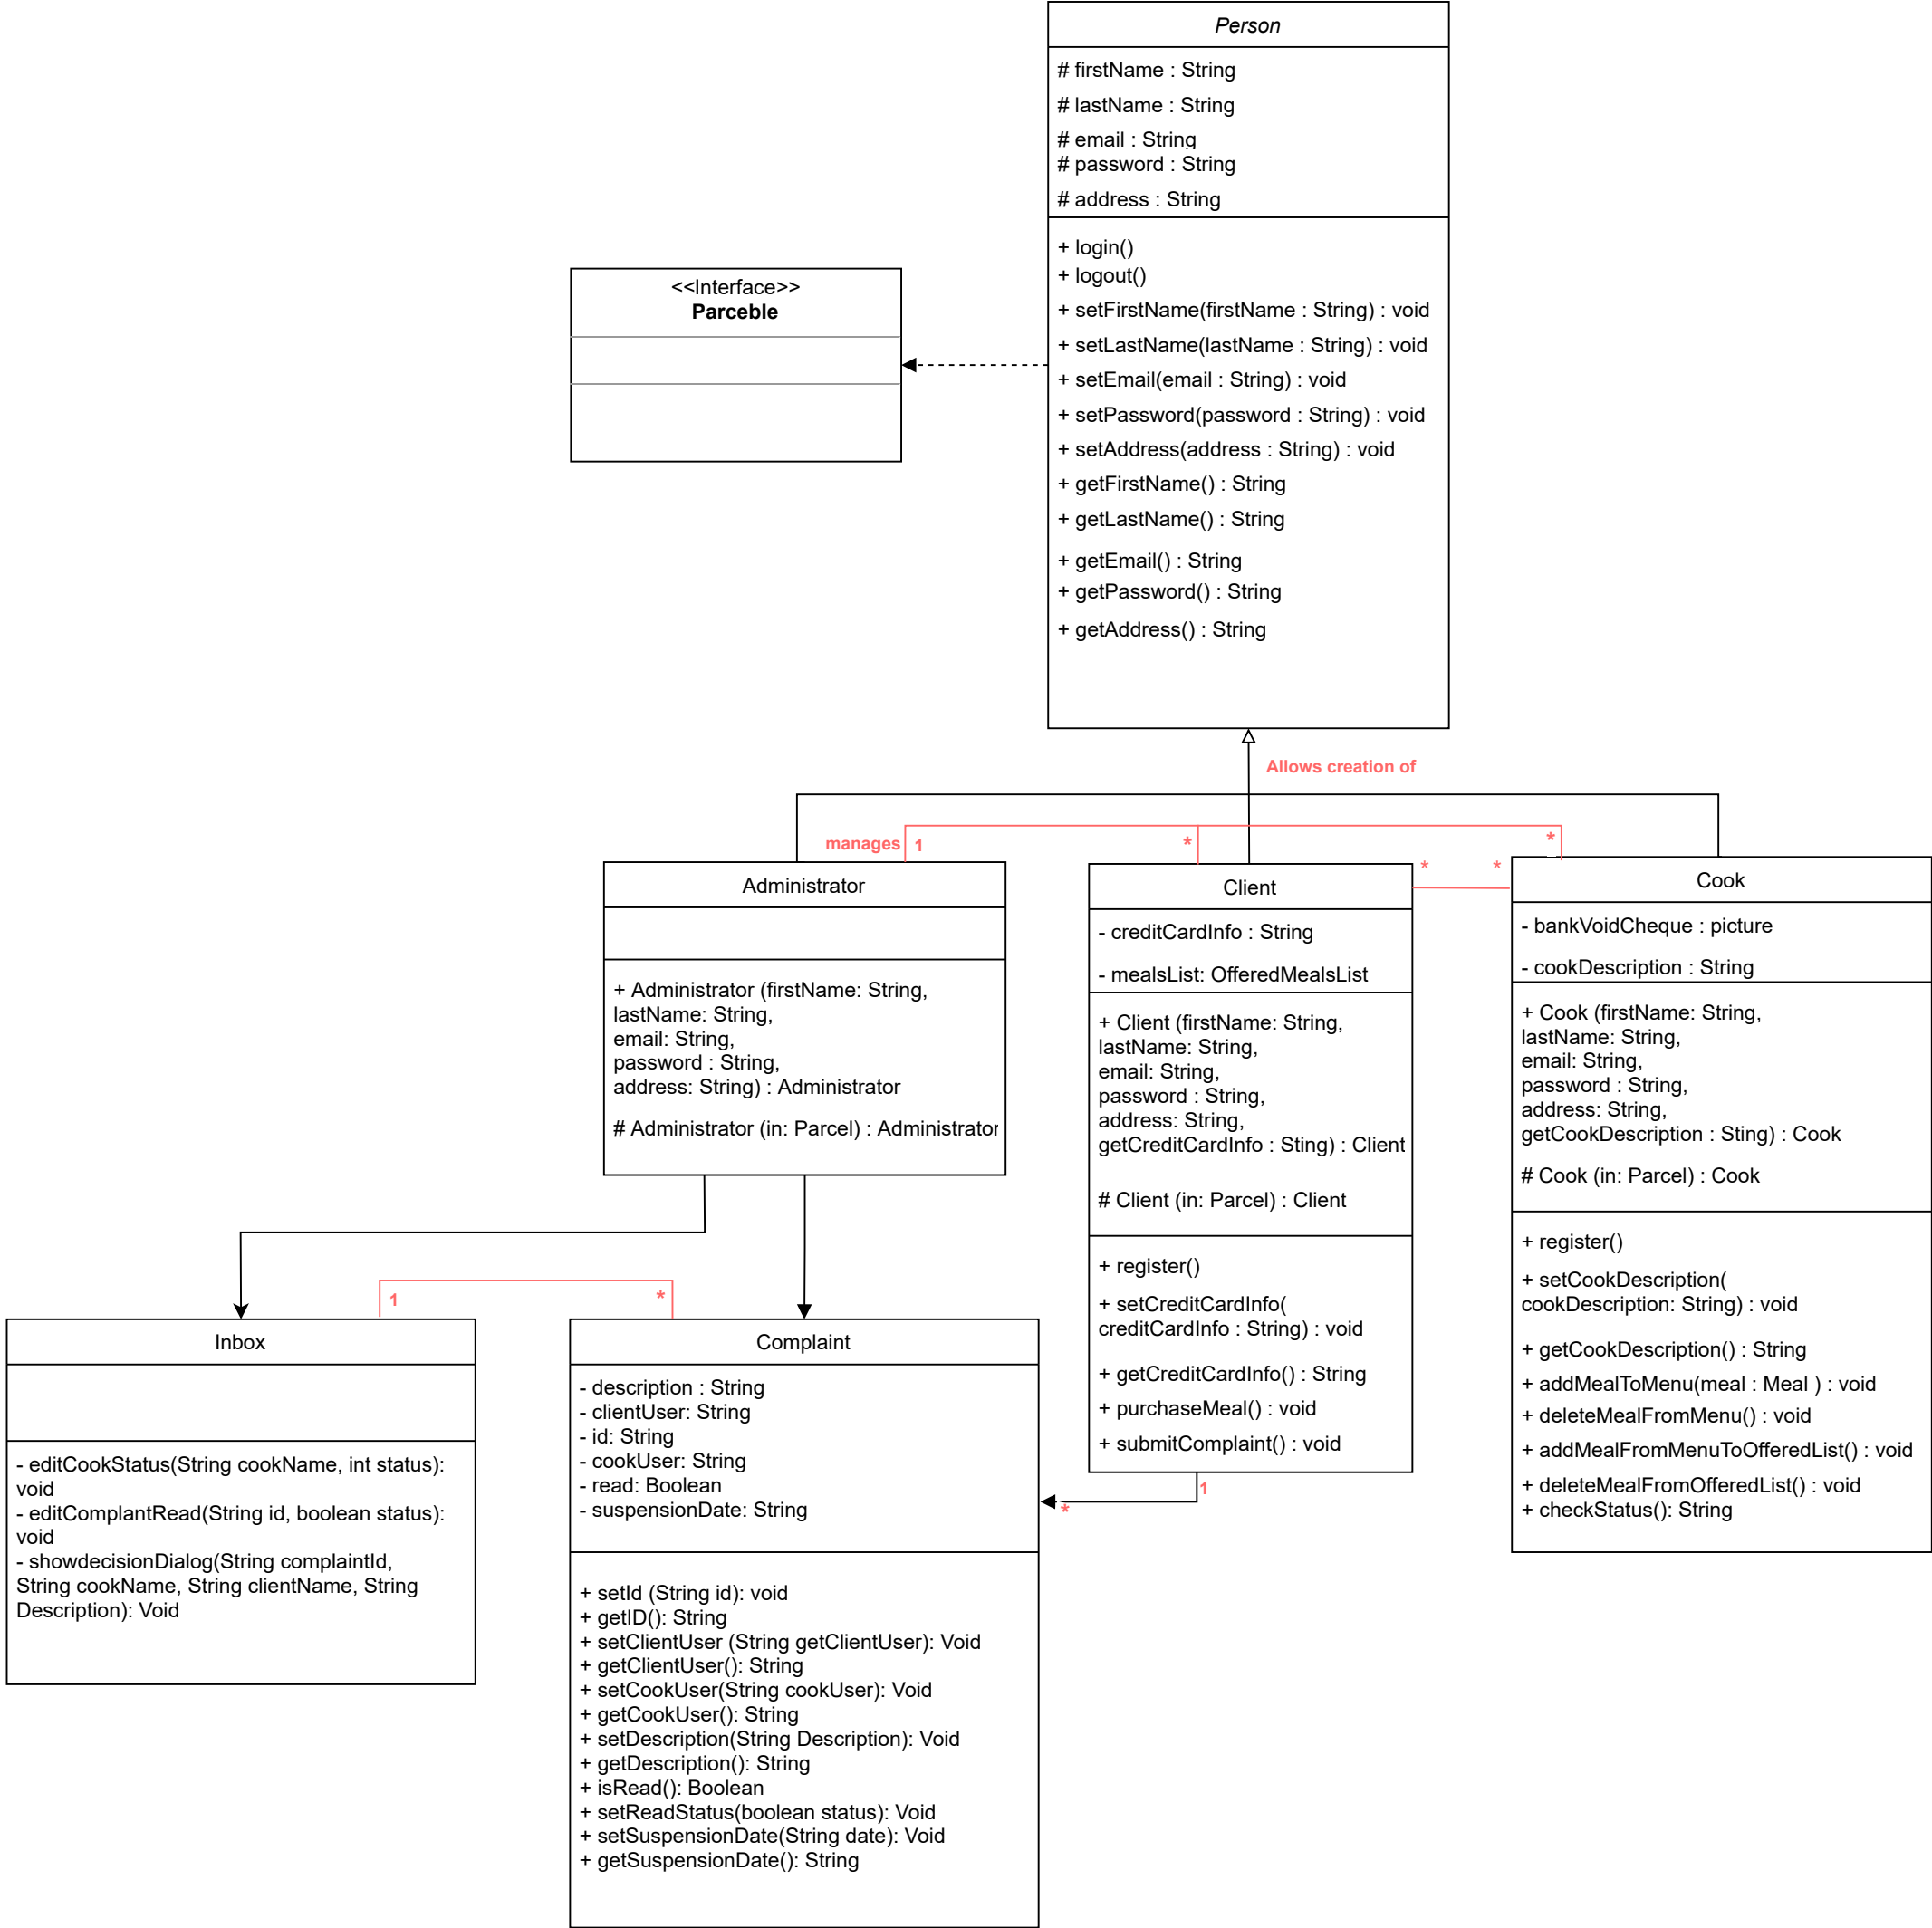 Person
# firstName : String
# lastName : String
# email : String
# password : String
# address : String
+ login()
+ logout()
+ setFirstName(firstName : String) : void
+ setLastName(lastName : String) : void
+ setEmail(email : String) : void
+ setPassword(password : String) : void
+ setAddress(address : String) : void
+ getFirstName() : String
+ getLastName() : String
+ getEmail() : String
+ getPassword() : String
+ getAddress() : String
<<Interface>>
Parceble
Allows creation of
manages
1
*
*
*
*
Administrator
+ Administrator (firstName: String,
lastName: String,
email: String,
password : String,
address: String) : Administrator
# Administrator (in: Parcel) : Administrator
Client
- creditCardInfo : String
- mealsList: OfferedMealsList
+ Client (firstName: String,
lastName: String,
email: String,
password : String,
address: String,
getCreditCardInfo : Sting) : Client
# Client (in: Parcel) : Client
+ register()
+ setCreditCardInfo(
creditCardInfo : String) : void
+ getCreditCardInfo() : String
+ purchaseMeal() : void
+ submitComplaint() : void
1
*
Cook
- bankVoidCheque : picture
- cookDescription : String
+ Cook (firstName: String,
lastName: String,
email: String,
password : String,
address: String,
getCookDescription : Sting) : Cook
# Cook (in: Parcel) : Cook
+ register()
+ setCookDescription(
cookDescription: String) : void
+ getCookDescription() : String
+ addMealToMenu(meal : Meal ) : void
+ deleteMealFromMenu() : void
+ addMealFromMenuToOfferedList() : void
+ deleteMealFromOfferedList() : void
+ checkStatus(): String
1
*
Inbox
- editCookStatus(String cookName, int status):
void
- editComplantRead(String id, boolean status):
void
- showdecisionDialog(String complaintId,
String cookName, String clientName, String
Description): Void
Complaint
- description : String
- clientUser: String
- id: String
- cookUser: String
- read: Boolean
- suspensionDate: String
+ setId (String id): void
+ getID(): String
+ setClientUser (String getClientUser): Void
+ getClientUser(): String
+ setCookUser(String cookUser): Void
+ getCookUser(): String
+ setDescription(String Description): Void
+ getDescription(): String
+ isRead(): Boolean
+ setReadStatus(boolean status): Void
+ setSuspensionDate(String date): Void
+ getSuspensionDate(): String